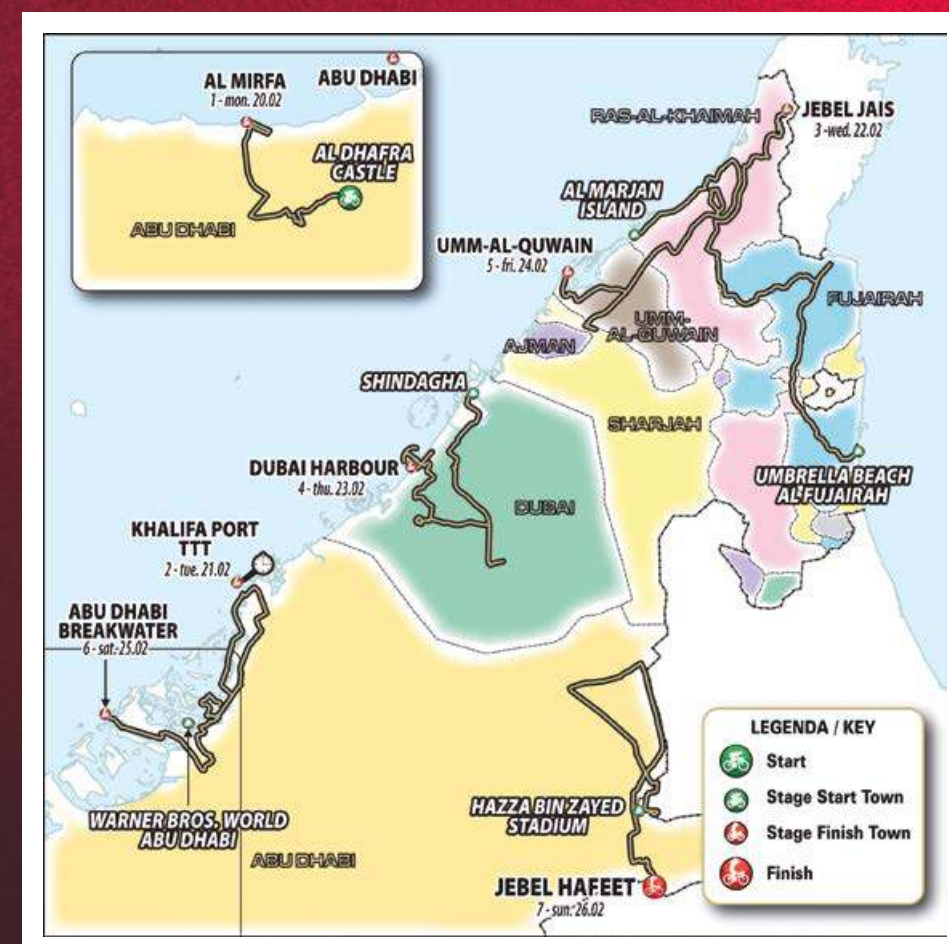 AL MIRFA
1 - mon. 20.02
ABU DHABI
AL DHAFRA
CASTLE
ABU DHABI
RAS-AL-KHAIMAH
JEBEL JAIS
3 - wed. 22.02
AL MARJAN
ISLAND
UMM-AL-QUWAIN
5 - fri. 24.02
FUJAIRAH
UMM-
AL-QUWAIN
AJMAN
SHINDAGHA
SHARJAH
DUBAI HARBOUR
4 - thu. 23.02
UMBRELLA BEACH
AL FUJAIRAH
DUBAI
KHALIFA PORT
TTT
2 - tue. 21.02
ABU DHABI
BREAKWATER
6 - sat. 25.02
WARNER BROS. WORLD
ABU DHABI
ABU DHABI
HAZZA BIN ZAYED
STADIUM
JEBEL HAFEET
7 - sun. 26.02
LEGENDA / KEY
Start
Stage Start Town
Stage Finish Town
Finish